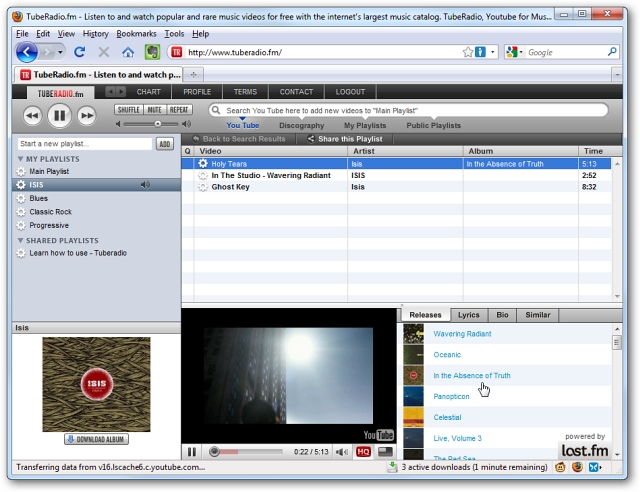 TubeRadio.fm - Listen to and watch popular and rare music videos for free with the internet's largest music catalog. TubeRadio, Youtube for Mus...
File Edit View History Bookmarks Tools Help
http://www.tuberadio.fm/
Google
TubeRadio.fm - Listen to and watch p...
TUBERADIO.fm CHART PROFILE TERMS CONTACT LOGOUT
SHUFFLE MUTE REPEAT
Search You Tube here to add new videos to "Main Playlist"
You Tube Discography My Playlists Public Playlists
Start a new playlist... ADD
Back to Search Results Share this Playlist
Q Video Artist Album Time
MY PLAYLISTS
Main Playlist
ISIS
Blues
Classic Rock
Progressive
SHARED PLAYLISTS
Learn how to use - Tuberadio
Holy Tears Isis In the Absence of Truth 5:13
In The Studio - Wavering Radiant ISIS 2:52
Ghost Key Isis 8:32
Isis
ISIS
DOWNLOAD ALBUM
YouTube
0:22 / 5:13 HQ
Releases Lyrics Bio Similar
Wavering Radiant
Oceanic
In the Absence of Truth
Panopticon
Celestial
Live, Volume 3
The Red Sea
powered by
lost.fm
Transferring data from v16.lscache6.c.youtube.com...
3 active downloads (1 minute remaining)